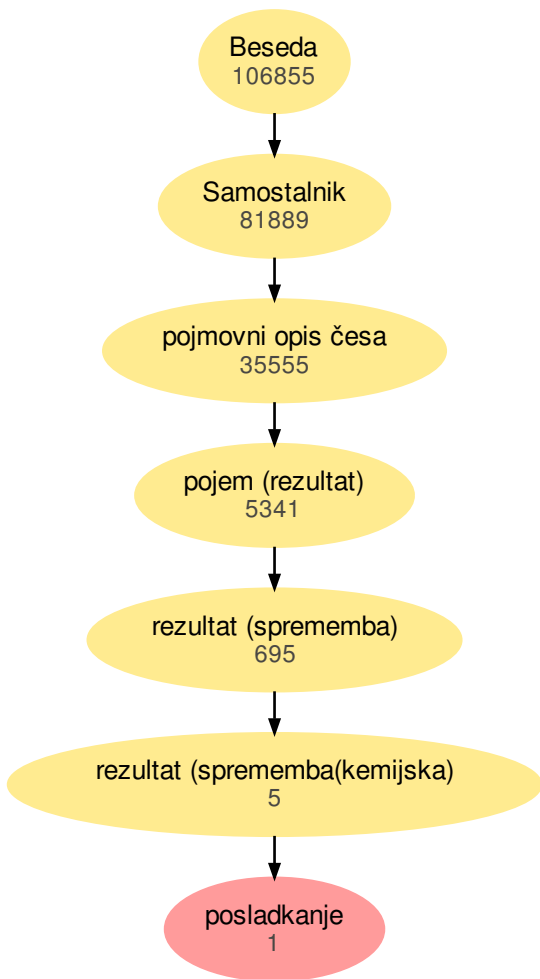 Beseda
106855
Samostalnik
81889
pojmovni opis česa
35555
pojem (rezultat)
5341
rezultat (sprememba)
695
rezultat (sprememba(kemijska)
5
posladkanje
1